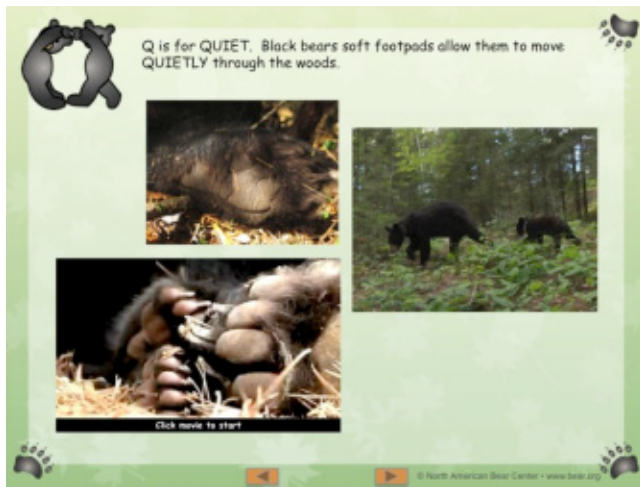 Q is for QUIET. Black bears soft footpads allow them to move
QUIETLY through the woods.
Click movie to start
© North American Bear Center • www.bear.org